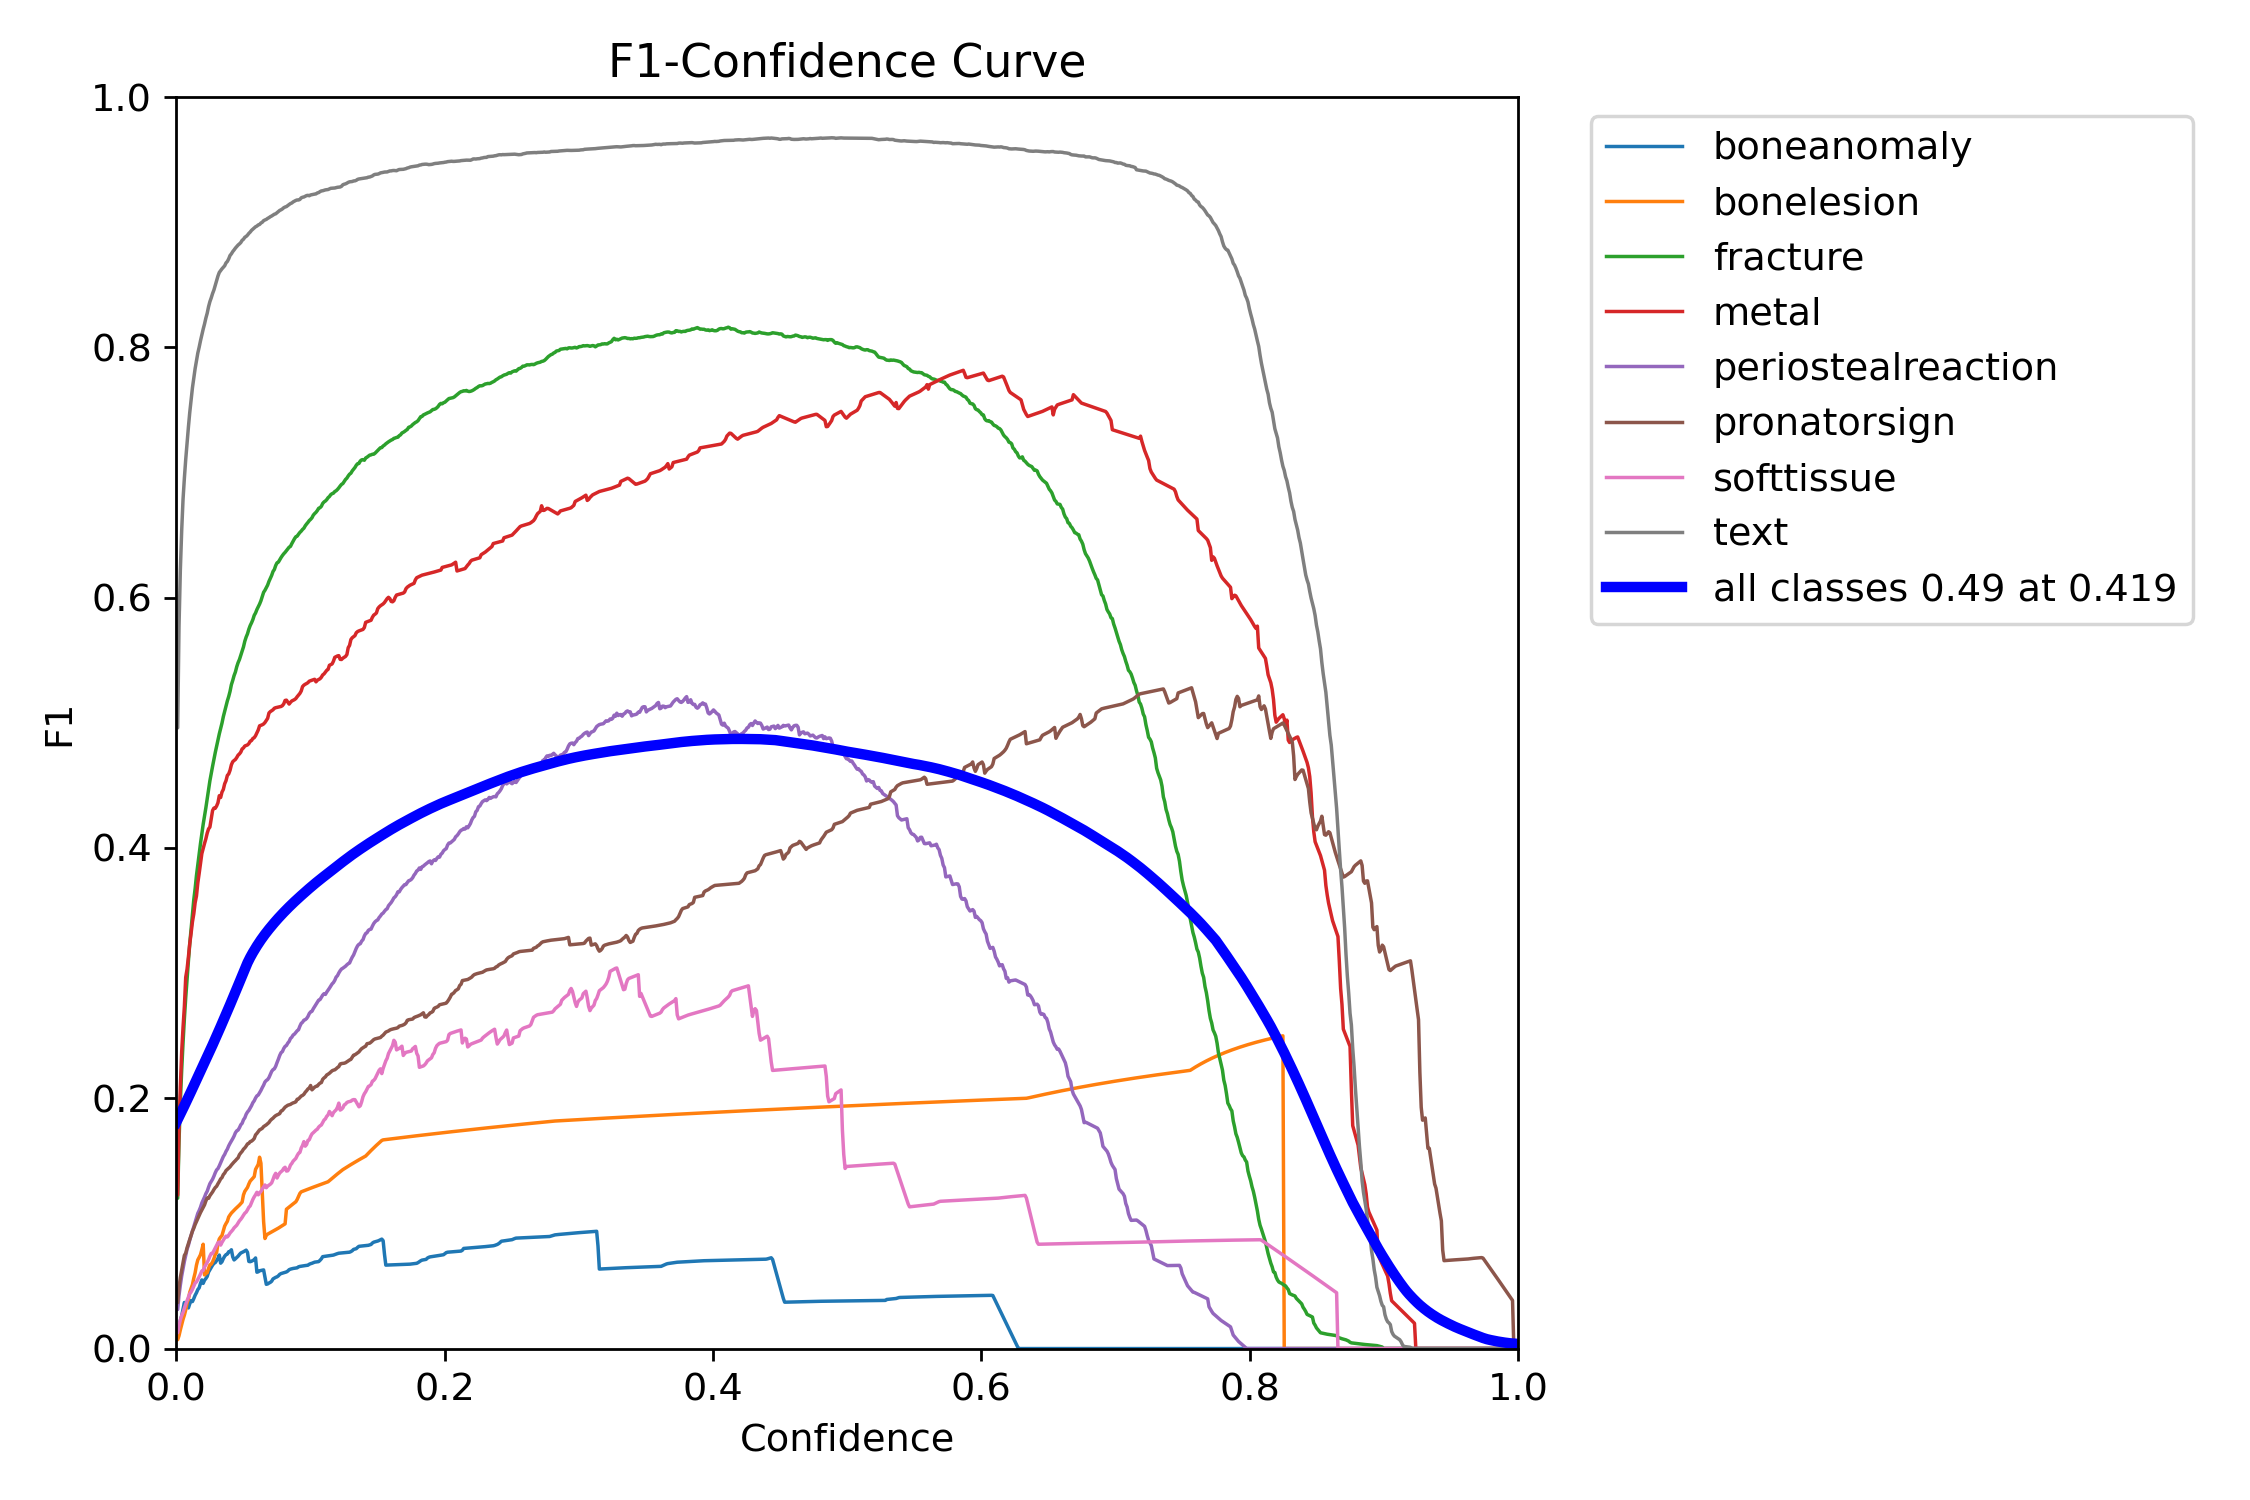 F1-Confidence Curve
1.0
0.8
0.6
0.4
0.2
0.0
F1
0.0 0.2 0.4 0.6 0.8 1.0
Confidence
boneanomaly
bonelesion
fracture
metal
periostealreaction
pronatorsign
softtissue
text
all classes 0.49 at 0.419